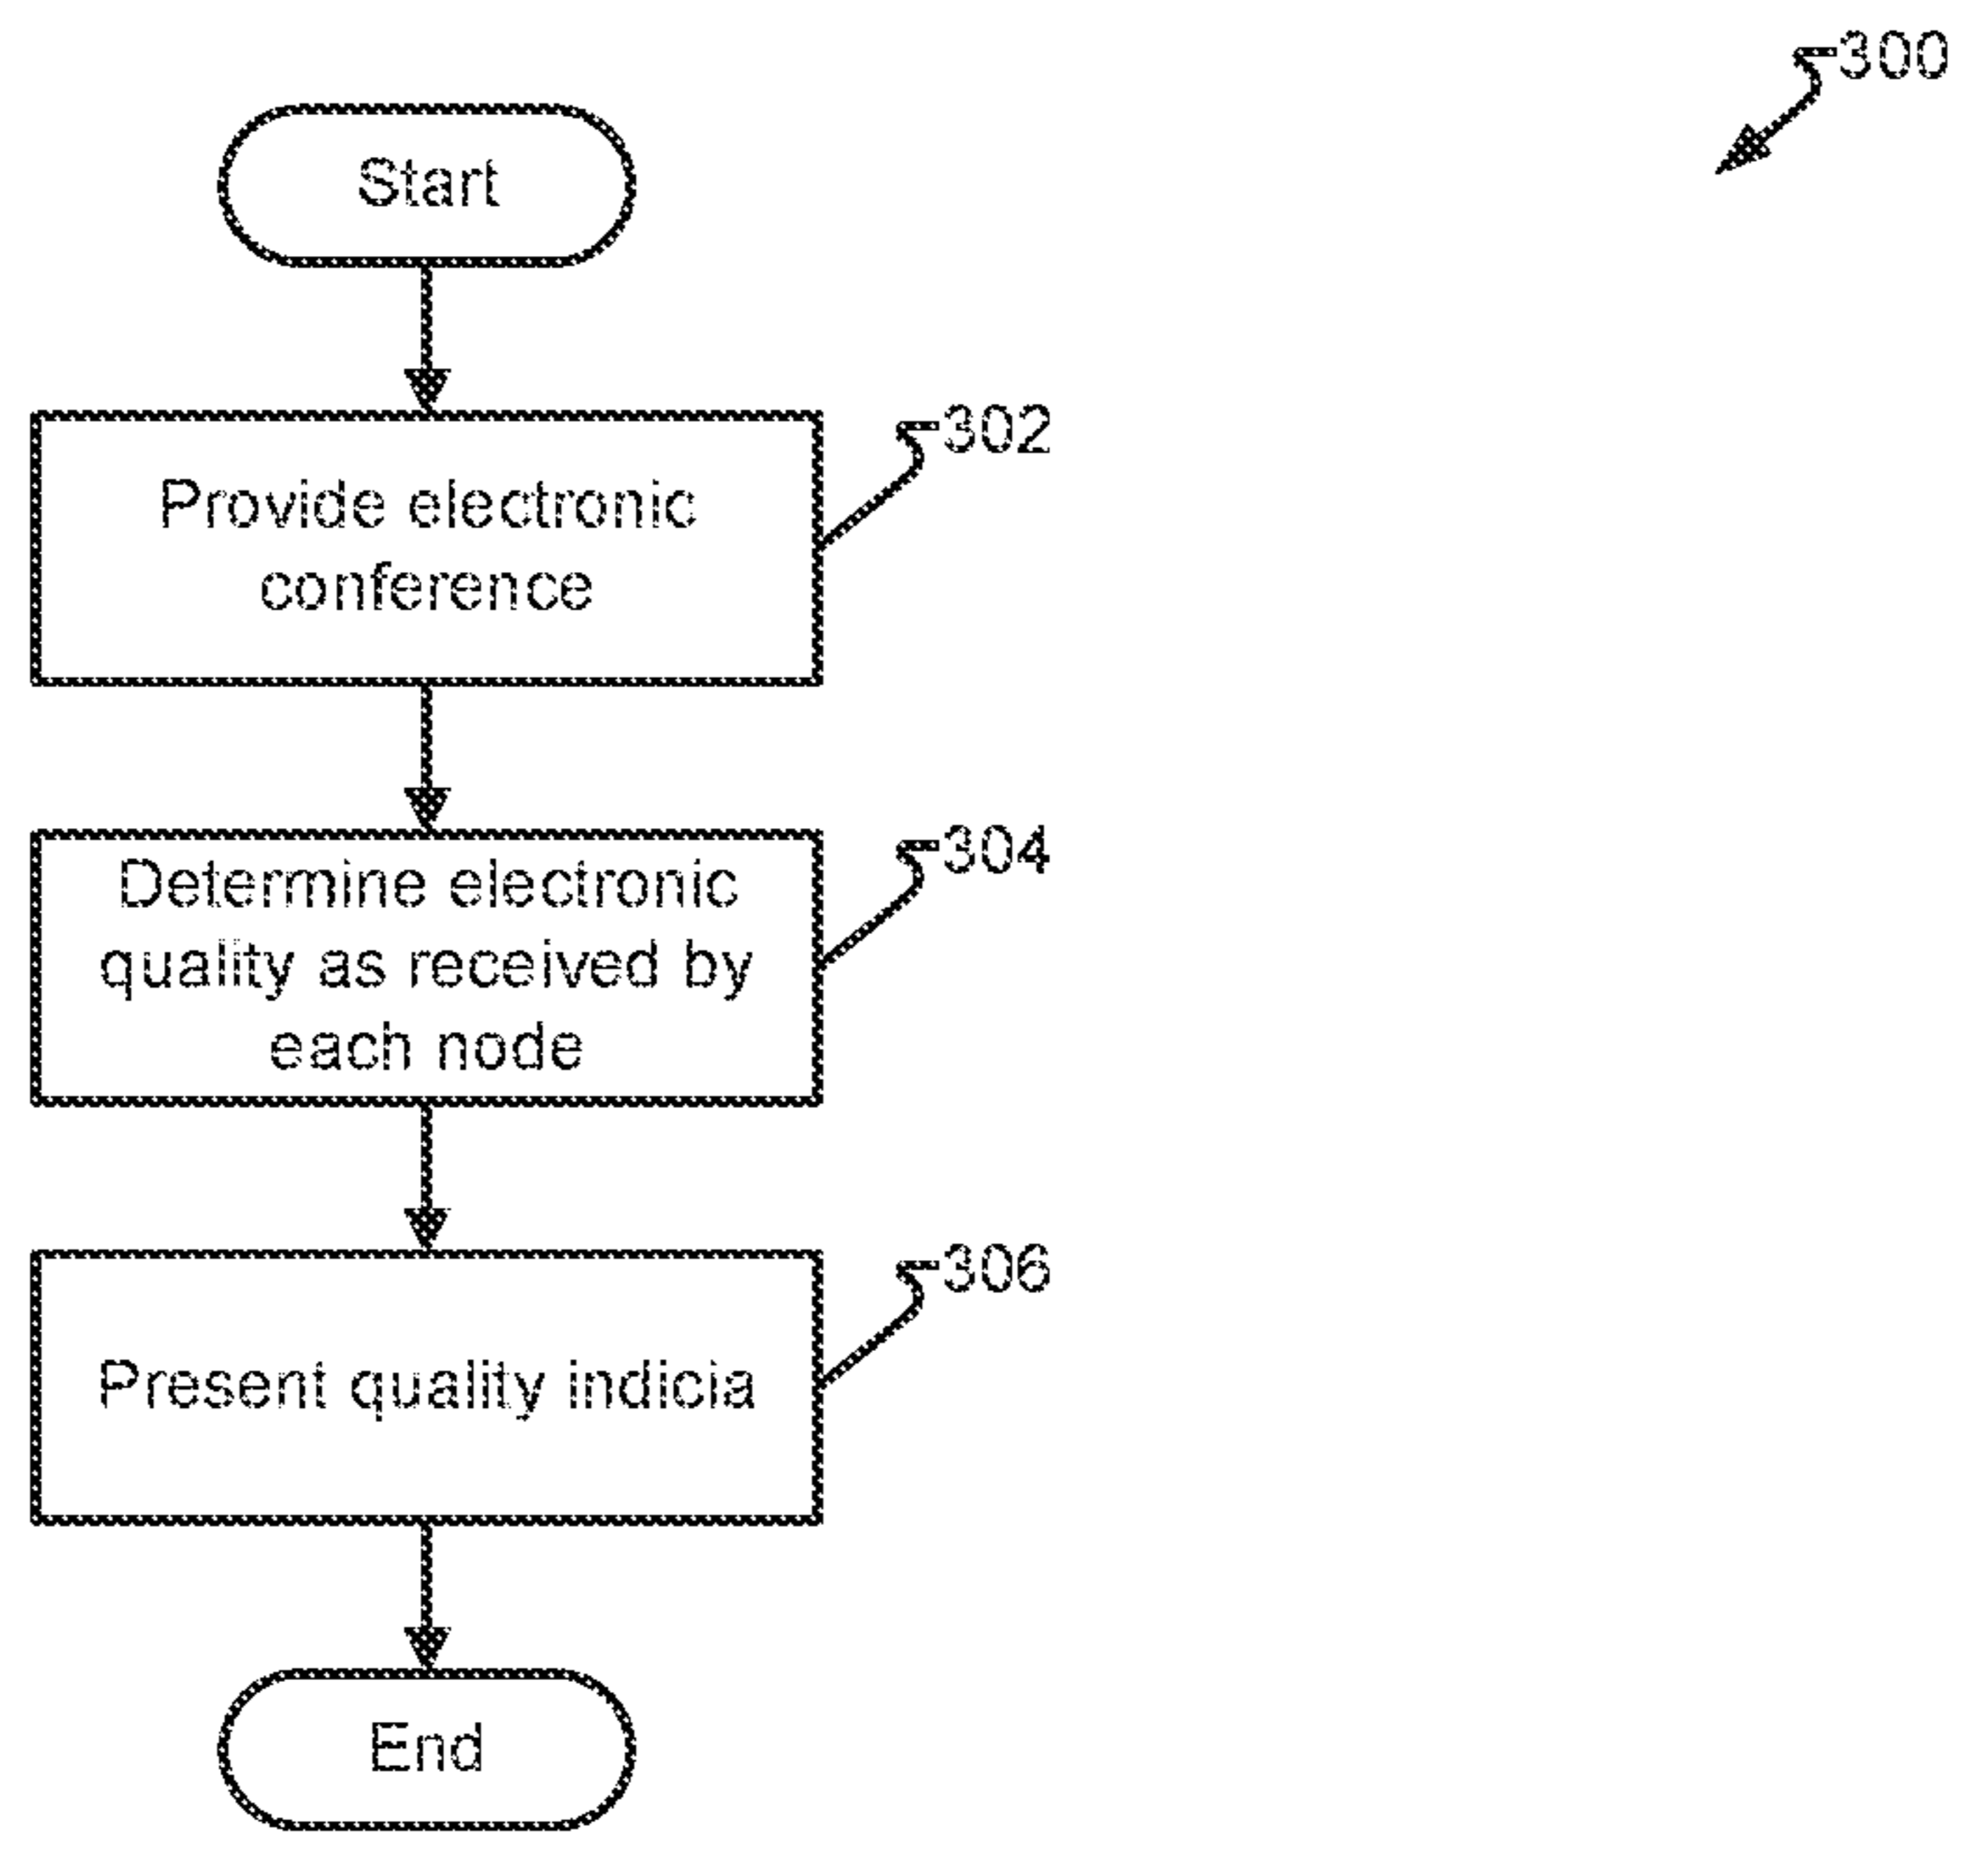 300
Start
302
Provide electronic
conference
304
Determine electronic
quality as received by
each node
306
Present quality indicia
End